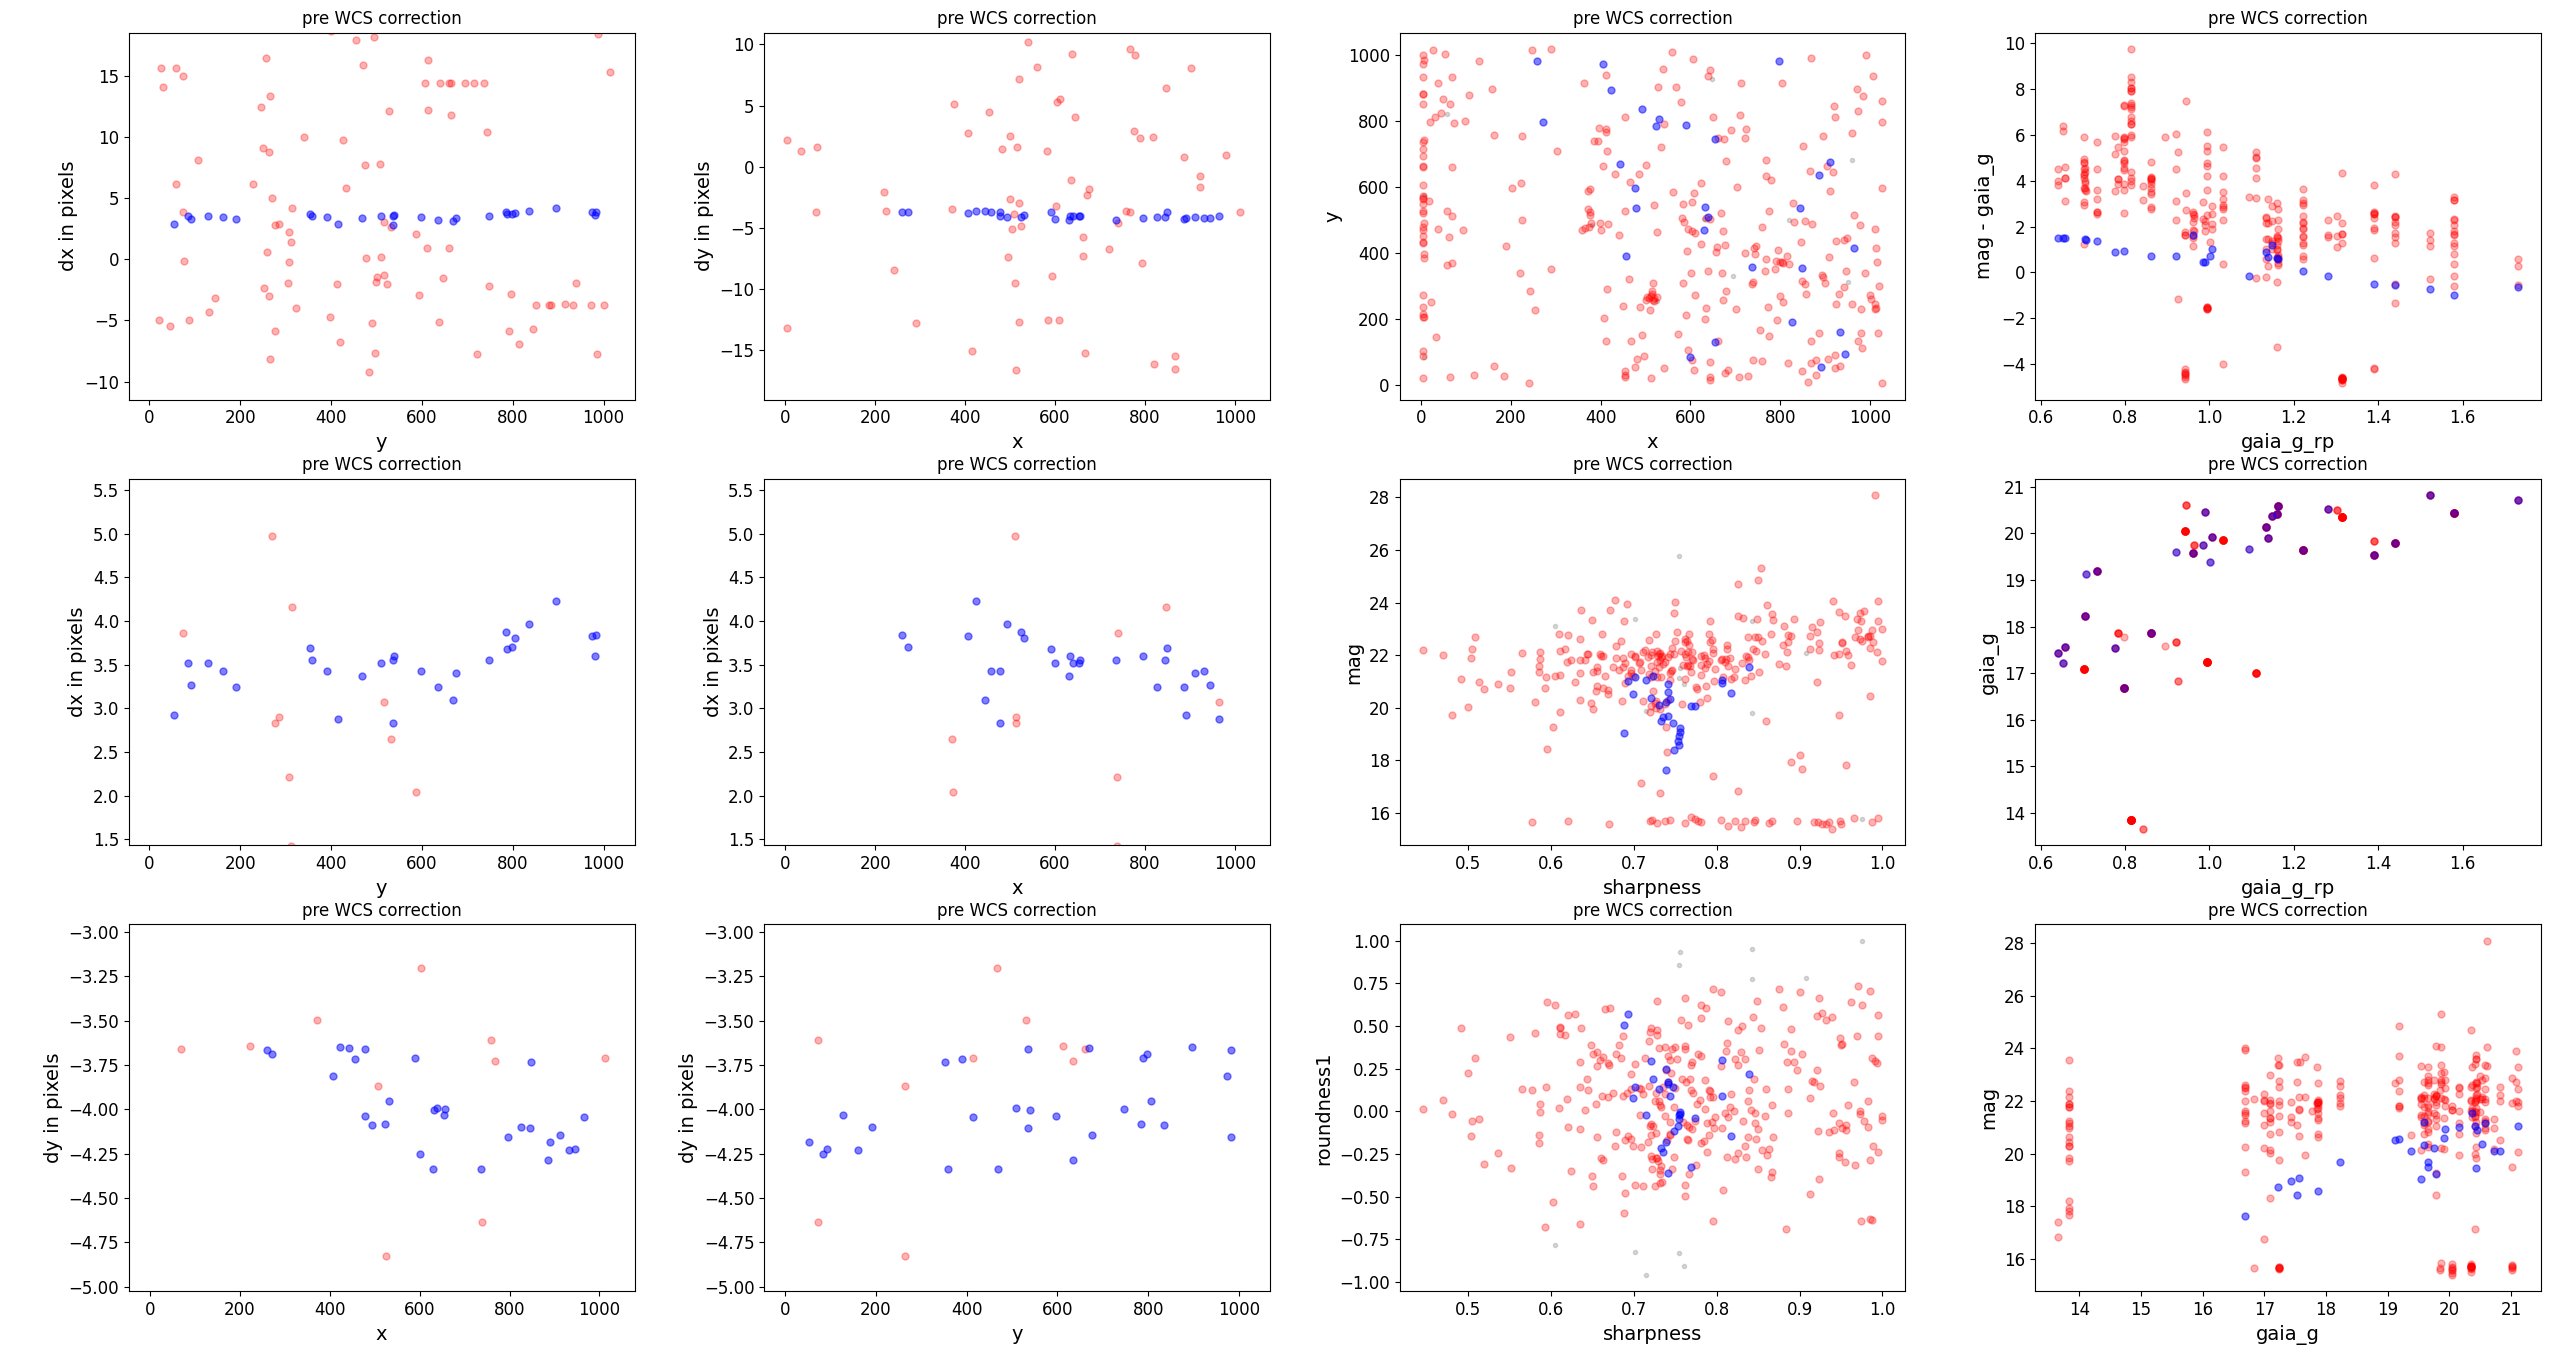 pre WCS correction pre WCS correction pre WCS correction pre WCS correction
15
10
5
0
−5
−10
dx in pixels
0 200 400 600 800 1000
y
10
5
0
−5
−10
−15
dy in pixels
0 200 400 600 800 1000
x
1000
800
600
400
200
0
y
0 200 400 600 800 1000
x
10
8
6
4
2
0
−2
−4
mag - gaia_g
0.6 0.8 1.0 1.2 1.4 1.6
gaia_g_rp
pre WCS correction pre WCS correction pre WCS correction pre WCS correction
5.5
5.0
4.5
4.0
3.5
3.0
2.5
2.0
1.5
dx in pixels
0 200 400 600 800 1000
y
5.5
5.0
4.5
4.0
3.5
3.0
2.5
2.0
1.5
dx in pixels
0 200 400 600 800 1000
x
28
26
24
22
20
18
16
mag
0.5 0.6 0.7 0.8 0.9 1.0
sharpness
21
20
19
18
17
16
15
14
gaia_g
0.6 0.8 1.0 1.2 1.4 1.6
gaia_g_rp
pre WCS correction pre WCS correction pre WCS correction pre WCS correction
−3.00
−3.25
−3.50
−3.75
−4.00
−4.25
−4.50
−4.75
−5.00
dy in pixels
0 200 400 600 800 1000
x
−3.00
−3.25
−3.50
−3.75
−4.00
−4.25
−4.50
−4.75
−5.00
dy in pixels
0 200 400 600 800 1000
y
1.00
0.75
0.50
0.25
0.00
−0.25
−0.50
−0.75
−1.00
roundness1
0.5 0.6 0.7 0.8 0.9 1.0
sharpness
28
26
24
22
20
18
16
mag
14 15 16 17 18 19 20 21
gaia_g